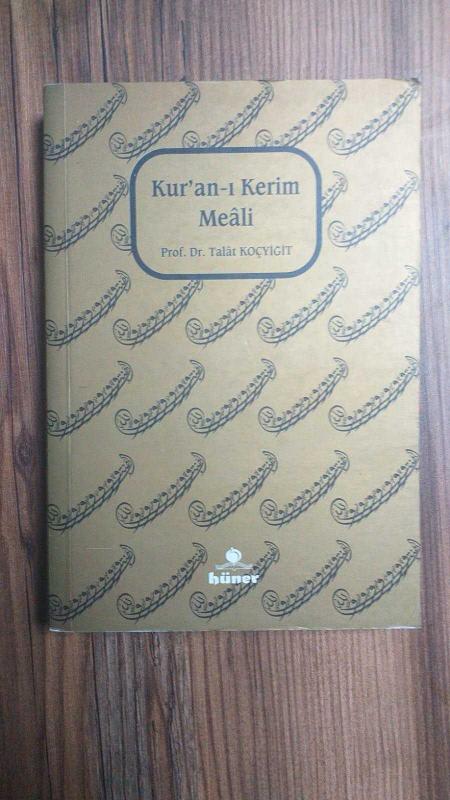 Kur'an-ı Kerim
Meâli
Prof. Dr. Talât KOÇYİĞİT
hüner